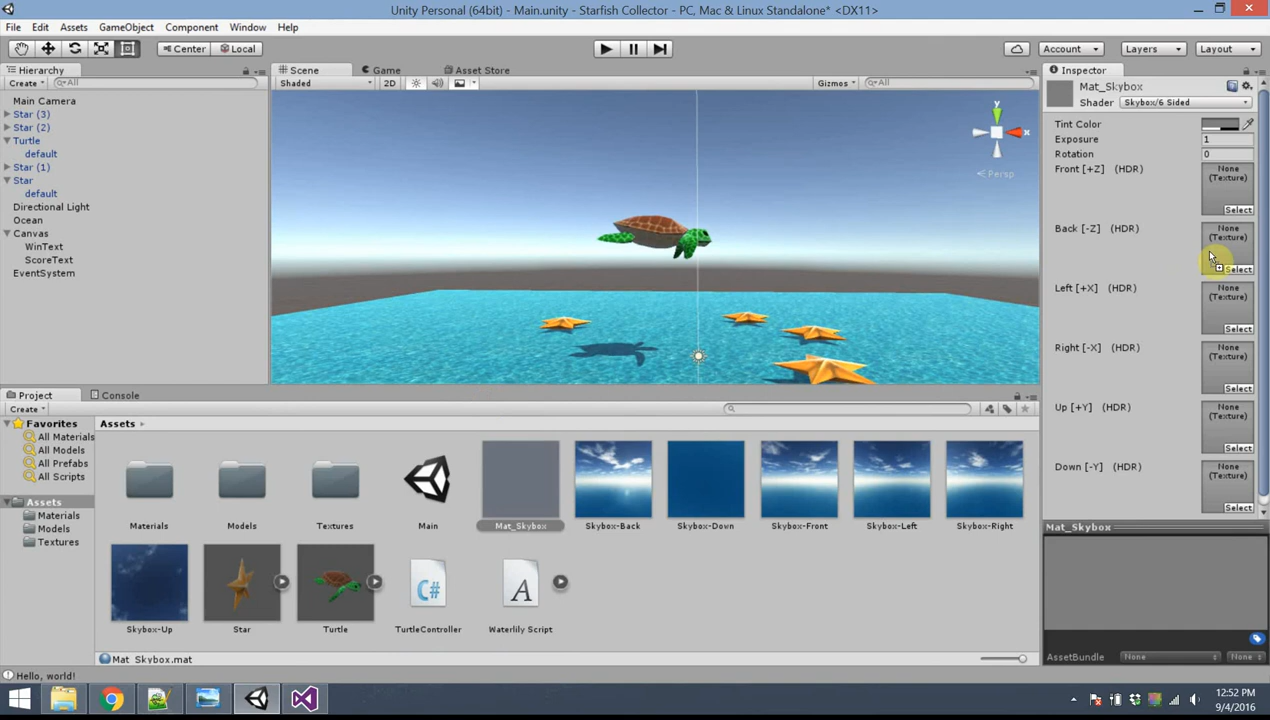 Unity Personal (64bit) - Main.unity - Starfish Collector - PC, Mac & Linux Standalone* <DX11>
File Edit Assets GameObject Component Window Help
Center Local Account Layers Layout
Hierarchy
Create All
Main Camera
Star (3)
Star (2)
Turtle
default
Star (1)
Star
default
Directional Light
Ocean
Canvas
WinText
ScoreText
EventSystem
Scene Game Asset Store
Shaded 2D Gizmos All
y
x
Persp
Inspector
Mat_Skybox
Shader Skybox/6 Sided
Tint Color
Exposure 1
Rotation 0
Front [+Z] (HDR) None
(Texture)
Select
Back [-Z] (HDR) None
(Texture)
Select
Left [+X] (HDR) None
(Texture)
Select
Right [-X] (HDR) None
(Texture)
Select
Up [+Y] (HDR) None
(Texture)
Select
Down [-Y] (HDR) None
(Texture)
Select
Mat_Skybox
AssetBundle None None
Project Console
Create
Favorites
All Materials
All Models
All Prefabs
All Scripts
Assets
Materials
Models
Textures
Assets
Materials Models Textures Main Mat_Skybox Skybox-Back Skybox-Down Skybox-Front Skybox-Left Skybox-Right
Skybox-Up Star Turtle TurtleController Waterlily Script
C# A
Mat_Skybox.mat
Hello, world!
12:52 PM
9/4/2016